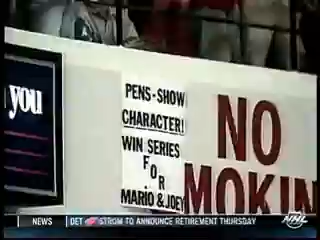 you
PENS-SHOW
CHARACTER!
WIN SERIES
FOR
MARIO & JOEY
NO
MOKIN
NEWS DET STROM TO ANNOUNCE RETIREMENT THURSDAY NHL